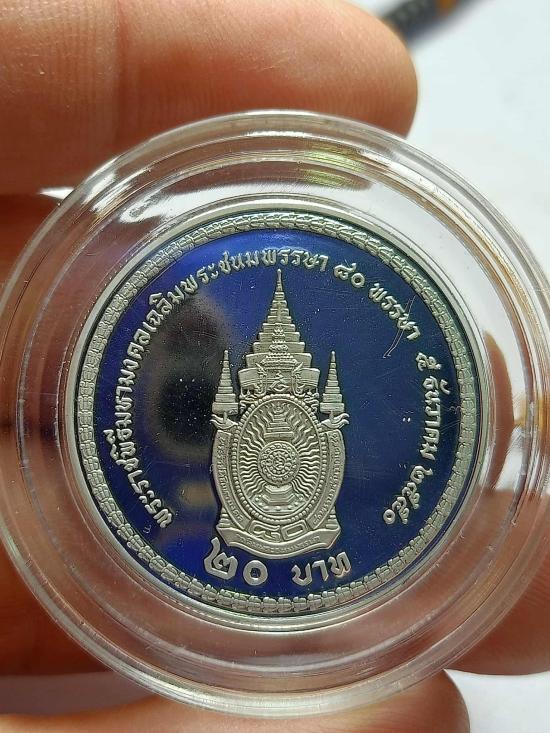 พระราชพิธีมหามงคลเฉลิมพระชนมพรรษา ๘๐ พรรษา ๕ ธันวาคม ๒๕๕๐
๒๐ บาท